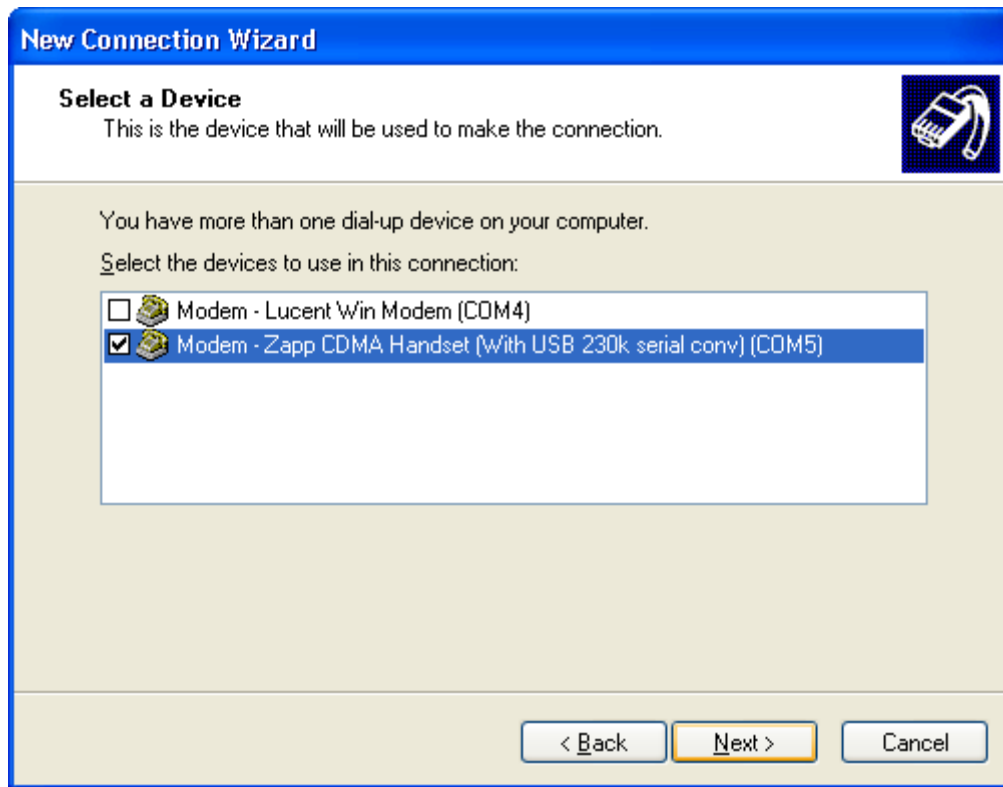 New Connection Wizard
Select a Device
This is the device that will be used to make the connection.
You have more than one dial-up device on your computer.
Select the devices to use in this connection:
Modem - Lucent Win Modem (COM4)
Modem - Zapp CDMA Handset (With USB 230k serial conv) (COM5)
< Back Next > Cancel